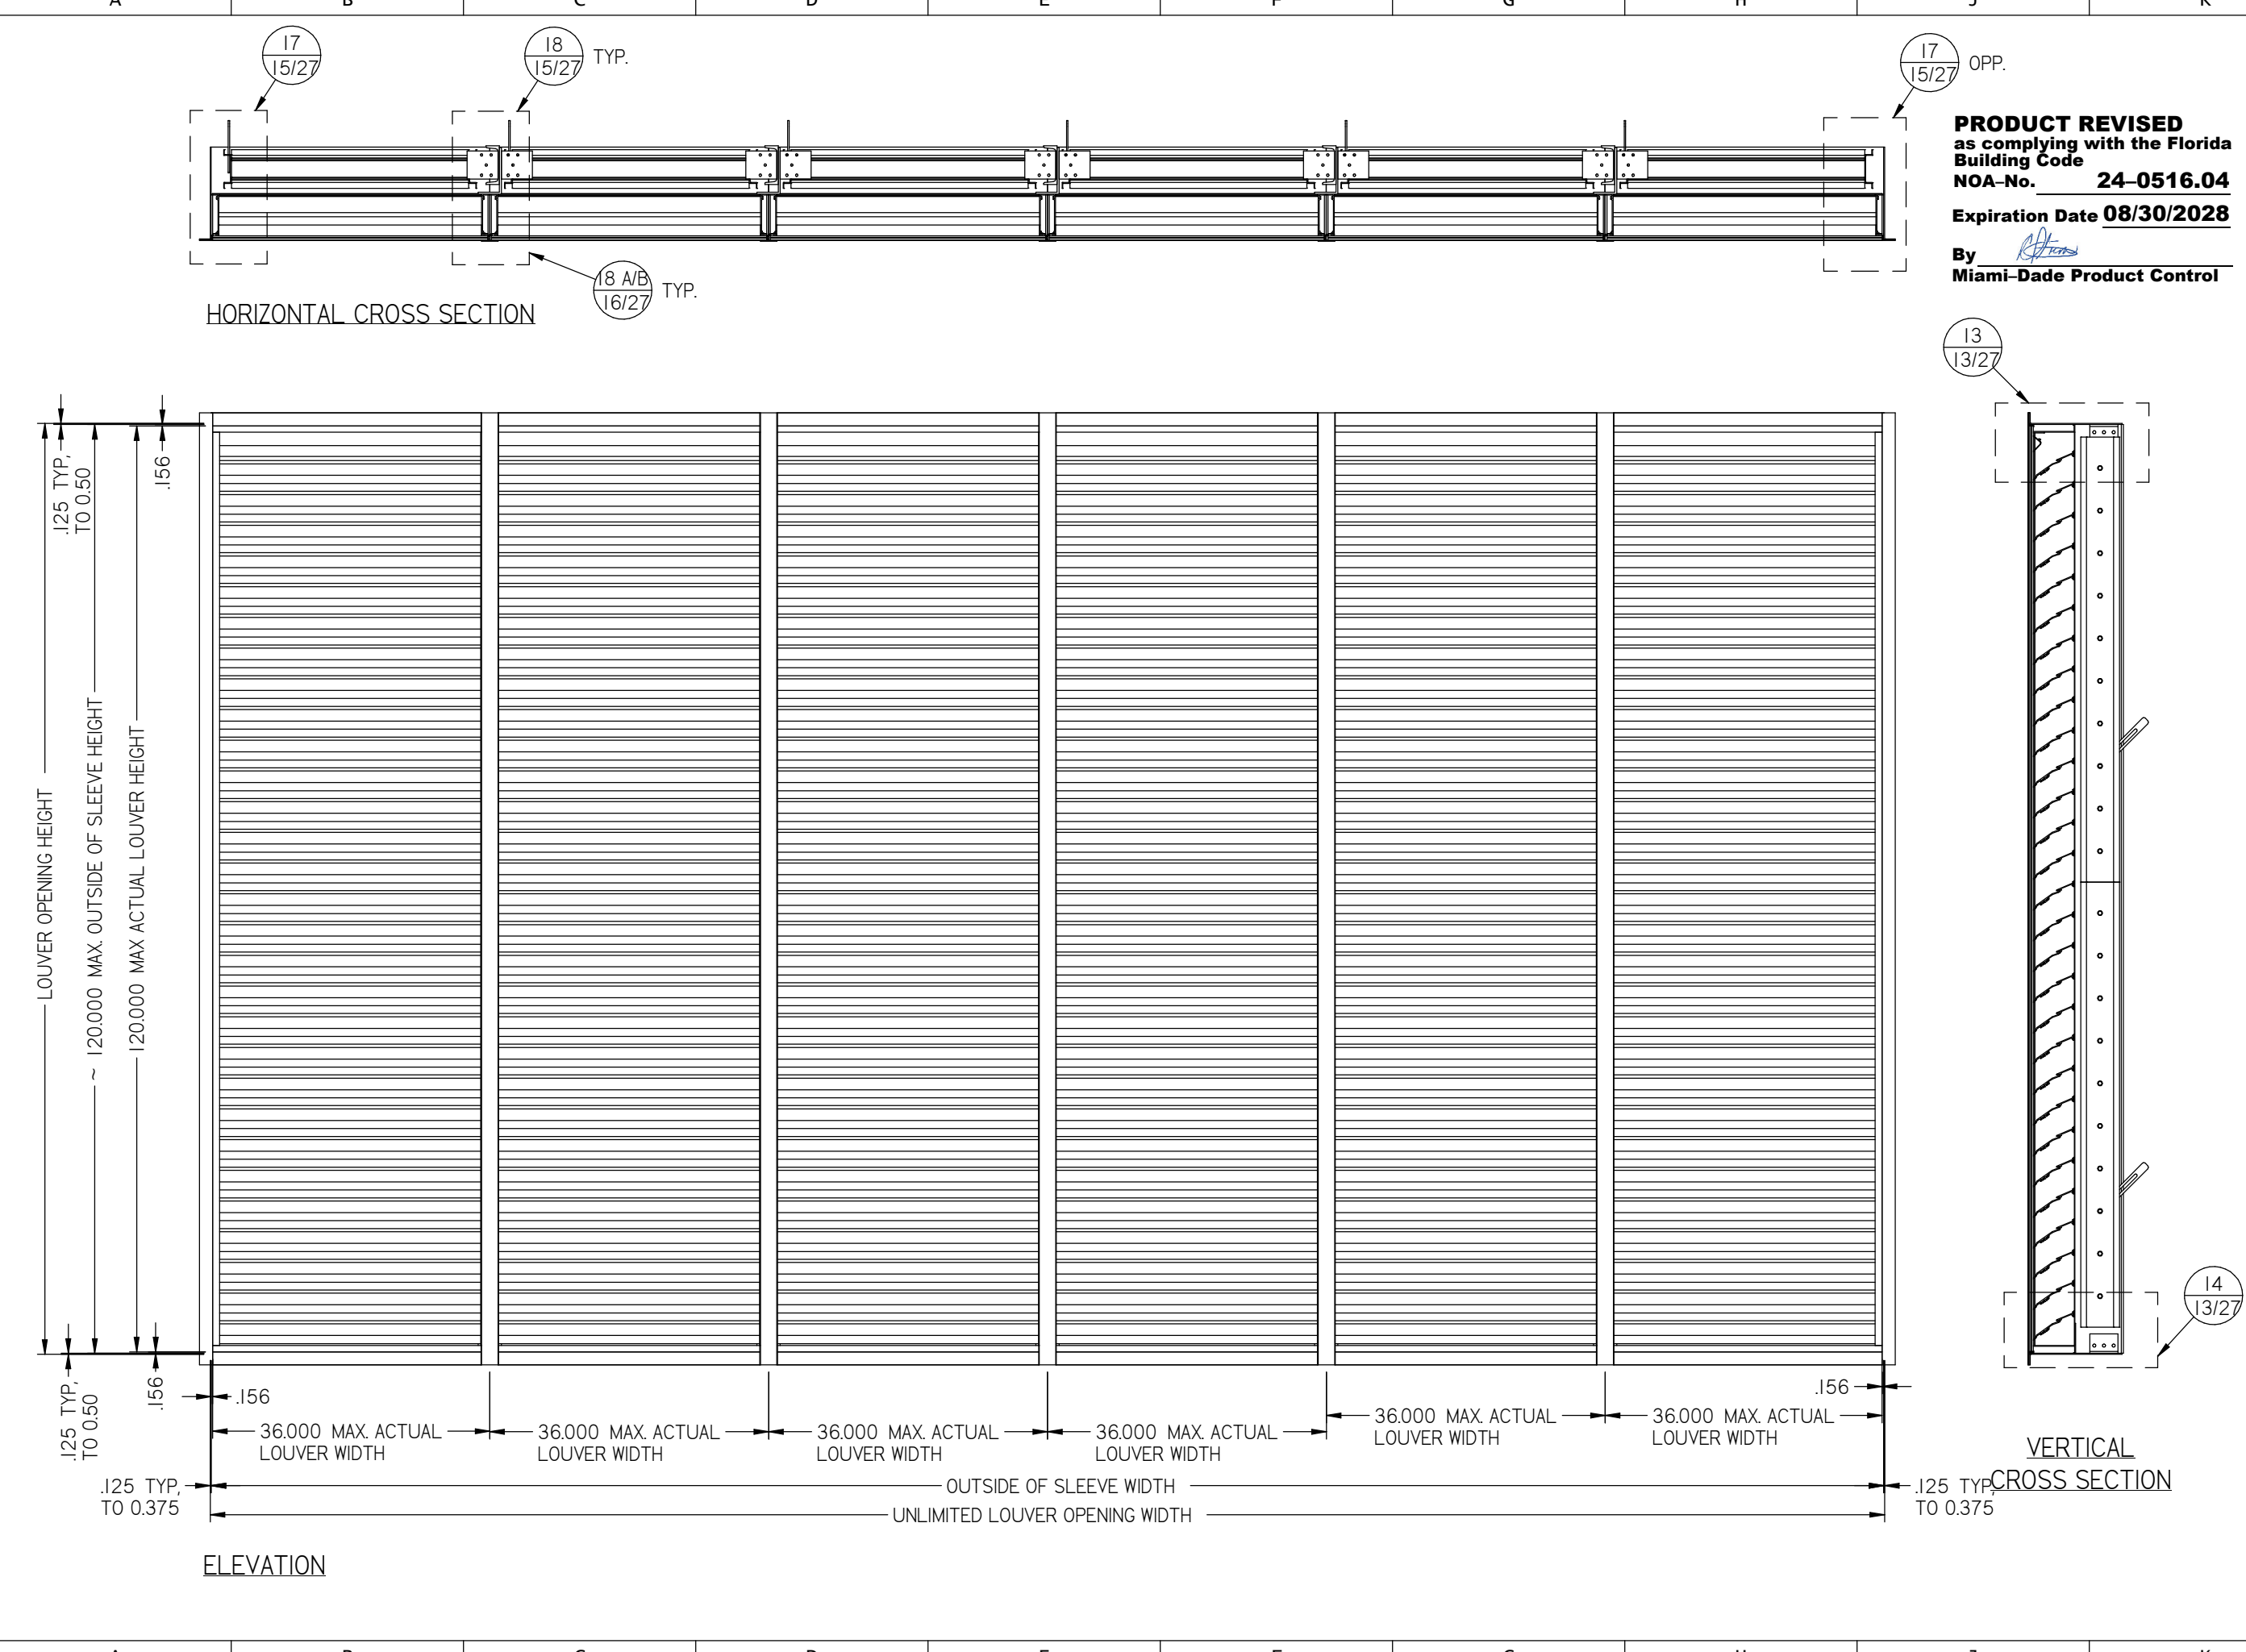 A B C D E F G H J K
17
15/27
18
15/27
TYP.
17
15/27
OPP.
PRODUCT REVISED
as complying with the Florida
Building Code
NOA–No. 24–0516.04
Expiration Date 08/30/2028
By
Miami–Dade Product Control
18 A/B
16/27
TYP.
HORIZONTAL CROSS SECTION
13
13/27
.125 TYP,
TO 0.50
.156
LOUVER OPENING HEIGHT
~ 120.000 MAX. OUTSIDE OF SLEEVE HEIGHT
120.000 MAX ACTUAL LOUVER HEIGHT
14
13/27
.125 TYP,
TO 0.50
.156
.156
.156
36.000 MAX. ACTUAL
LOUVER WIDTH
36.000 MAX. ACTUAL
LOUVER WIDTH
36.000 MAX. ACTUAL
LOUVER WIDTH
36.000 MAX. ACTUAL
LOUVER WIDTH
36.000 MAX. ACTUAL
LOUVER WIDTH
36.000 MAX. ACTUAL
LOUVER WIDTH
VERTICAL
CROSS SECTION
.125 TYP,
TO 0.375
OUTSIDE OF SLEEVE WIDTH
.125 TYP,
TO 0.375
UNLIMITED LOUVER OPENING WIDTH
ELEVATION